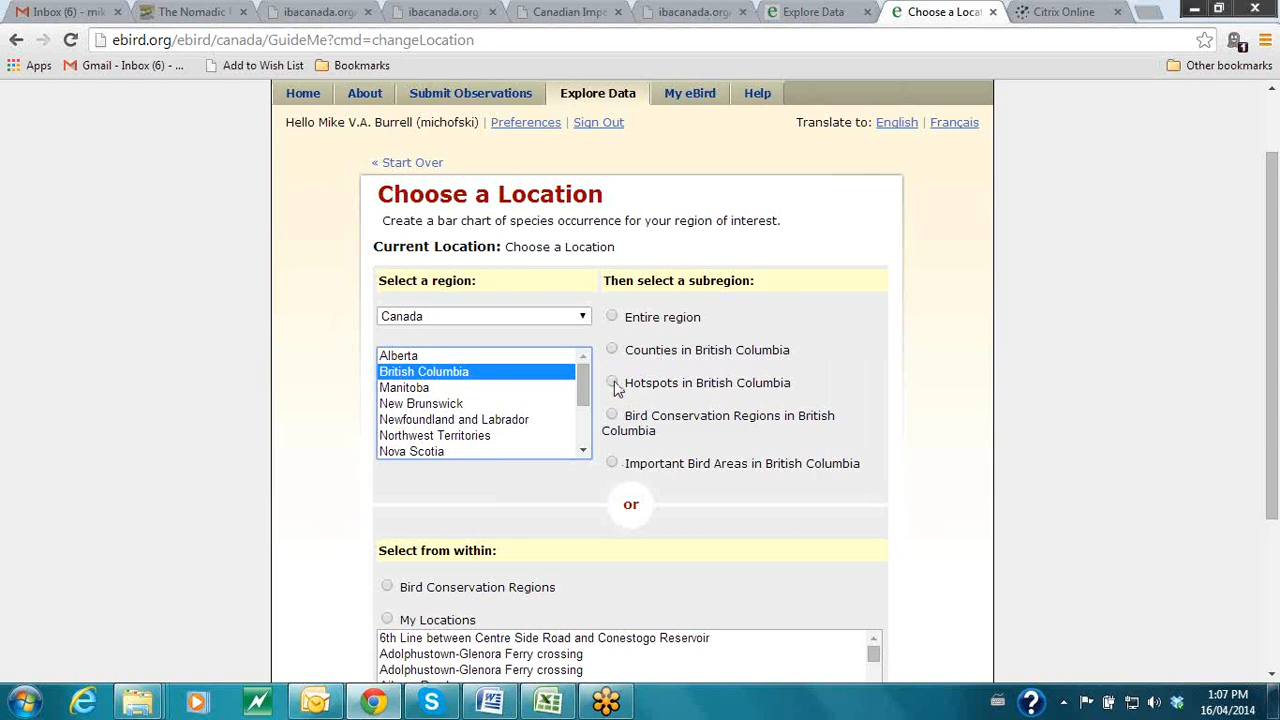 Inbox (6) - mik
The Nomadic
ibacanada.org
ibacanada.org
Canadian Impe
ibacanada.org
Explore Data
Choose a Loca
Citrix Online
ebird.org/ebird/canada/GuideMe?cmd=changeLocation
Apps
Gmail - Inbox (6) - ...
Add to Wish List
Bookmarks
Other bookmarks
Home
About
Submit Observations
Explore Data
My eBird
Help
Hello Mike V.A. Burrell (michofski) | Preferences | Sign Out
Translate to: English | Français
« Start Over
Choose a Location
Create a bar chart of species occurrence for your region of interest.
Current Location: Choose a Location
Select a region:
Then select a subregion:
Canada
Entire region
Alberta
British Columbia
Manitoba
New Brunswick
Newfoundland and Labrador
Northwest Territories
Nova Scotia
Counties in British Columbia
Hotspots in British Columbia
Bird Conservation Regions in British
Columbia
Important Bird Areas in British Columbia
or
Select from within:
Bird Conservation Regions
My Locations
6th Line between Centre Side Road and Conestogo Reservoir
Adolphustown-Glenora Ferry crossing
Adolphustown-Glenora Ferry crossing
1:07 PM
16/04/2014